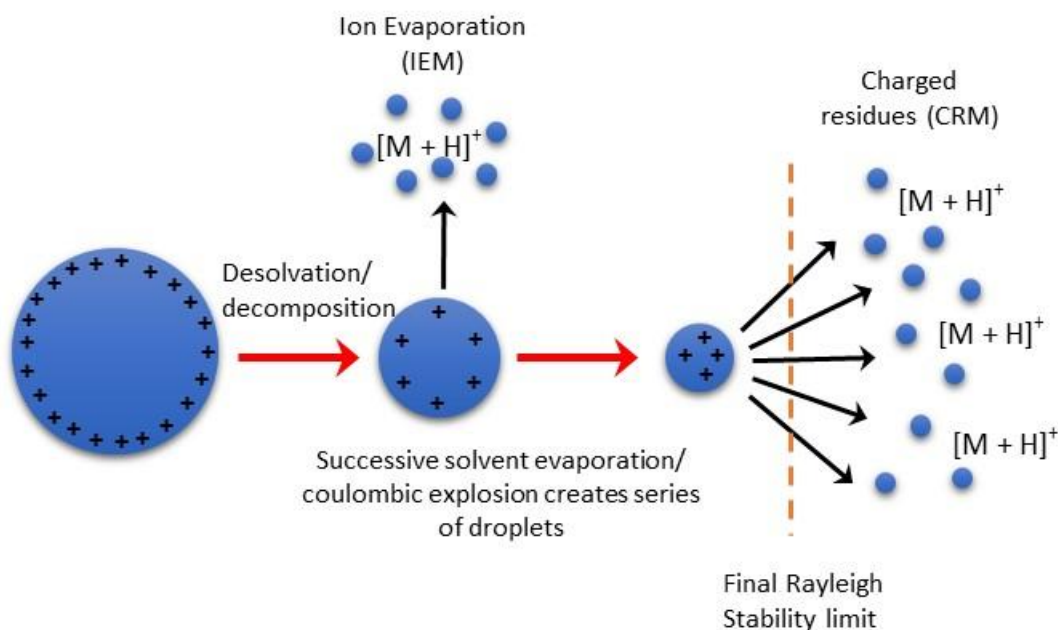 Ion Evaporation
(IEM)
[M + H]+
Charged
residues (CRM)
[M + H]+
[M + H]+
[M + H]+
Desolvation/
decomposition
+ + + + + + + + + + + + + + + + + + + + + + + +
+ + + + + +
+ + + +
Successive solvent evaporation/
coulombic explosion creates series
of droplets
Final Rayleigh
Stability limit